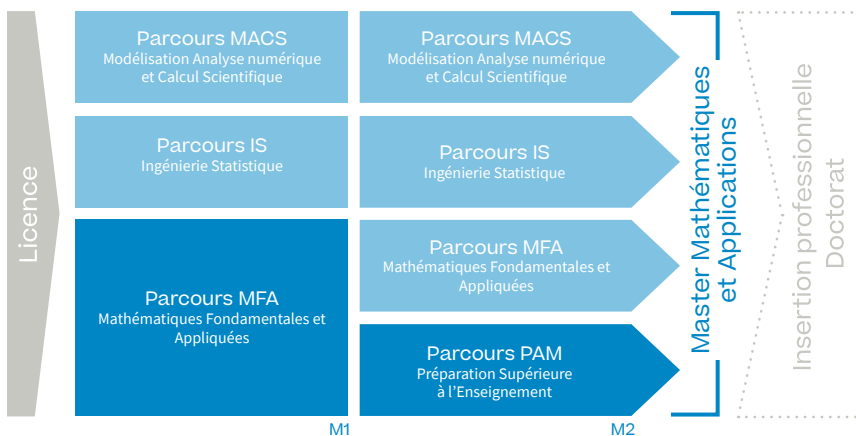 Licence
Parcours MACS
Modélisation Analyse numérique
et Calcul Scientifique
Parcours MACS
Modélisation Analyse numérique
et Calcul Scientifique
Parcours IS
Ingénierie Statistique
Parcours IS
Ingénierie Statistique
Parcours MFA
Mathématiques Fondamentales et
Appliquées
Parcours MFA
Mathématiques Fondamentales et
Appliquées
Parcours PAM
Préparation Supérieure
à l'Enseignement
M1
M2
Master Mathématiques
et Applications
Insertion professionnelle
Doctorat